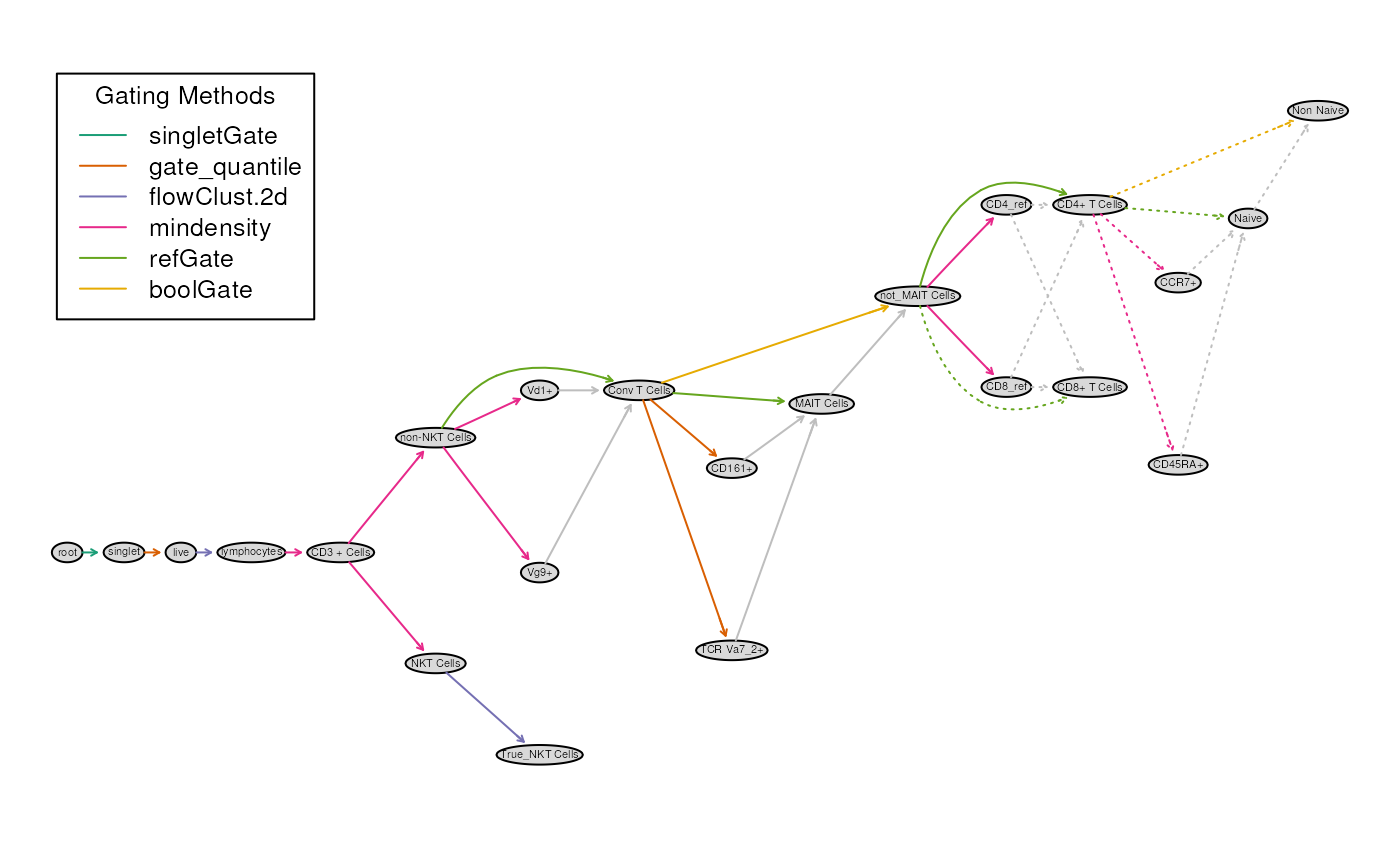 Gating Methods
singletGate
gate_quantile
flowClust.2d
mindensity
refGate
boolGate
Non Naive
CD4_ref
CD4+ T Cells
Naive
CCR7+
not_MAIT Cells
CD8_ref
CD8+ T Cells
Vd1+
Conv T Cells
MAIT Cells
non-NKT Cells
CD161+
CD45RA+
root
singlet
live
lymphocytes
CD3 + Cells
Vg9+
TCR Va7_2+
NKT Cells
True_NKT Cells